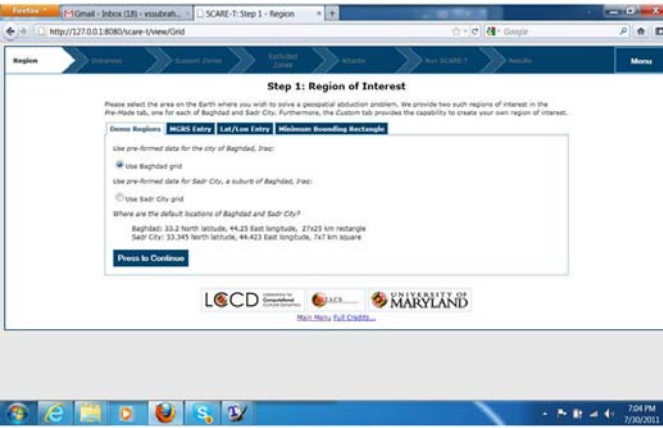 Firefox
Gmail - Inbox (18) - vssubrah...
SCARE-T: Step 1 - Region
http://127.0.0.1:8080/scare-t/view/Grid
Google
Region
Distances
Support Zones
Excluded Zones
Attacks
Run SCARE-T
Results
Menu
Step 1: Region of Interest
Please select the area on the Earth where you wish to solve a geospatial abduction problem. We provide two such regions of interest in the
Pre-Made tab, one for each of Baghdad and Sadr City. Furthermore, the Custom tab provides the capability to create your own region of interest.
Demo Regions
MGRS Entry
Lat/Lon Entry
Minimum Bounding Rectangle
Use pre-formed data for the city of Baghdad, Iraq:
Use Baghdad grid
Use pre-formed data for Sadr City, a suburb of Baghdad, Iraq:
Use Sadr City grid
Where are the default locations of Baghdad and Sadr City?
Baghdad: 33.2 North latitude, 44.25 East longitude, 27x25 km rectangle
Sadr City: 33.345 North latitude, 44.423 East longitude, 7x7 km square
Press to Continue
LCCD
Laboratory for
Computational
Cultural Dynamics
UNIVERSITY OF
MARYLAND
Main Menu Full Credits...
7:04 PM
7/30/2011